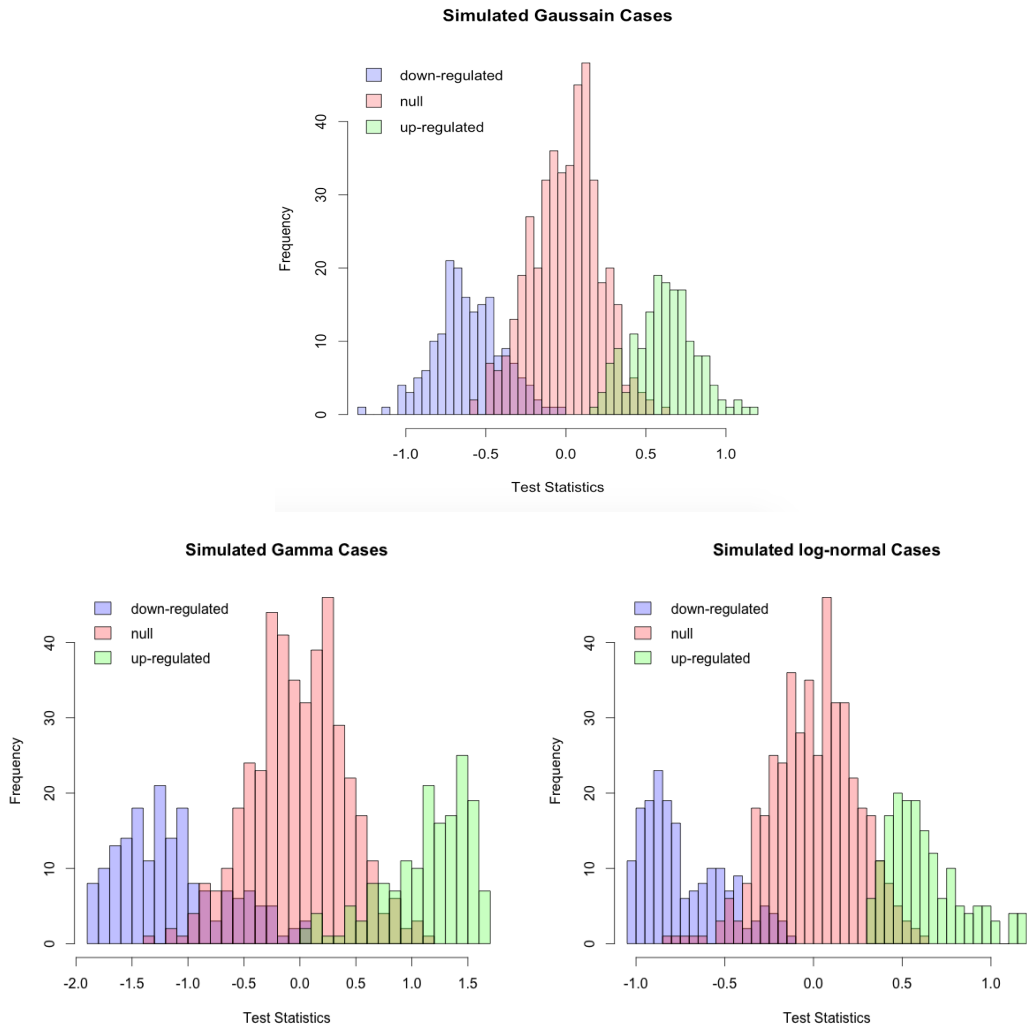 Simulated Gaussain Cases
down-regulated
null
up-regulated
Frequency
0
10
20
30
40
-1.0 -0.5 0.0 0.5 1.0
Test Statistics
Simulated Gamma Cases
down-regulated
null
up-regulated
Frequency
0
10
20
30
40
-2.0 -1.5 -1.0 -0.5 0.0 0.5 1.0 1.5
Test Statistics
Simulated log-normal Cases
down-regulated
null
up-regulated
Frequency
0
10
20
30
40
-1.0 -0.5 0.0 0.5 1.0
Test Statistics